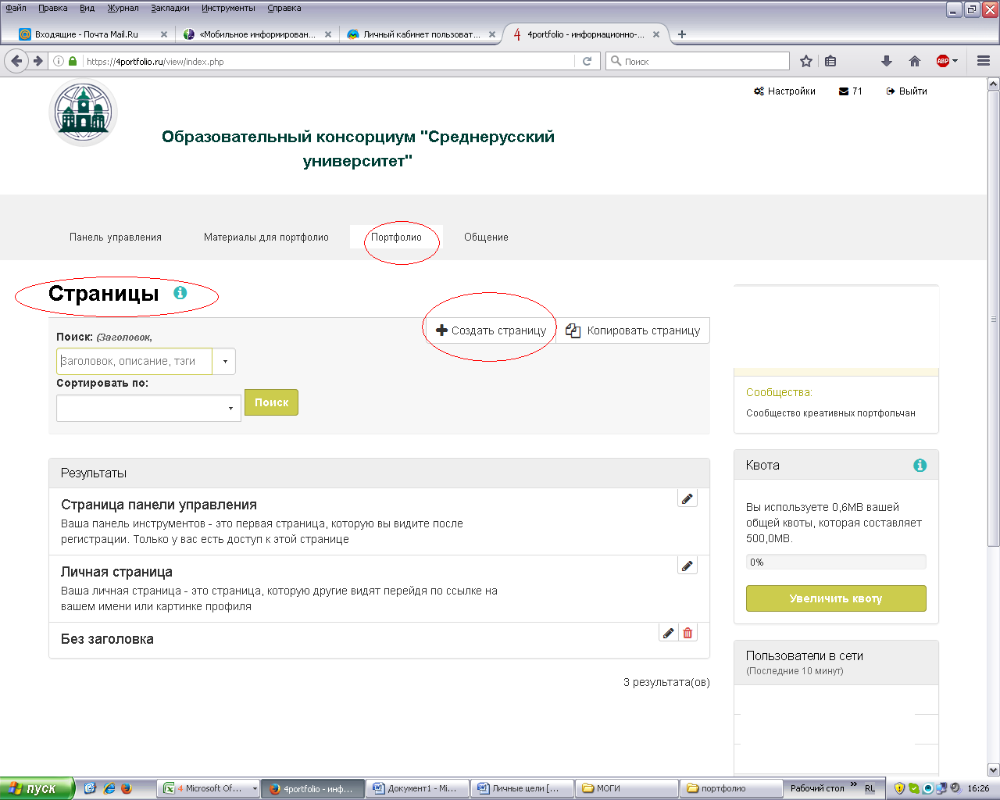 Файл Правка Вид Журнал Закладки Инструменты Справка
Входящие - Почта Mail.Ru
«Мобильное информирован...
Личный кабинет пользоват...
4portfolio - информационно-...
https://4portfolio.ru/view/index.php
Поиск
ABP
Настройки
71
Выйти
Образовательный консорциум "Среднерусский
университет"
Панель управления
Материалы для портфолио
Портфолио
Общение
Страницы
Создать страницу
Копировать страницу
Поиск: (Заголовок,
Заголовок, описание, тэги
Сортировать по:
Поиск
Результаты
Страница панели управления
Ваша панель инструментов - это первая страница, которую вы видите после
регистрации. Только у вас есть доступ к этой странице
Личная страница
Ваша личная страница - это страница, которую другие видят перейдя по ссылке на
вашем имени или картинке профиля
Без заголовка
3 результата(ов)
Сообщества:
Сообщество креативных портфольчан
Квота
Вы используете 0,6MB вашей
общей квоты, которая составляет
500,0MB.
0%
Увеличить квоту
Пользователи в сети
(Последние 10 минут)
пуск
4 Microsoft Of...
4portfolio - инф...
Документ1 - Mi...
Личные цели [...
МОГИ
портфолио
Рабочий стол
RL
16:26